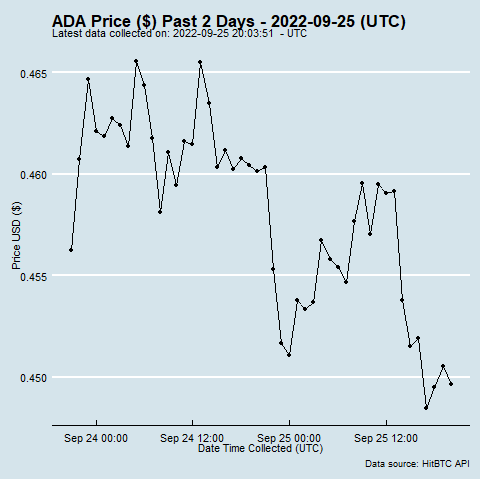 ADA Price ($) Past 2 Days - 2022-09-25 (UTC)
Latest data collected on: 2022-09-25 20:03:51 - UTC
0.465
0.460
0.455
0.450
Price USD ($)
Sep 24 00:00
Sep 24 12:00
Sep 25 00:00
Sep 25 12:00
Date Time Collected (UTC)
Data source: HitBTC API